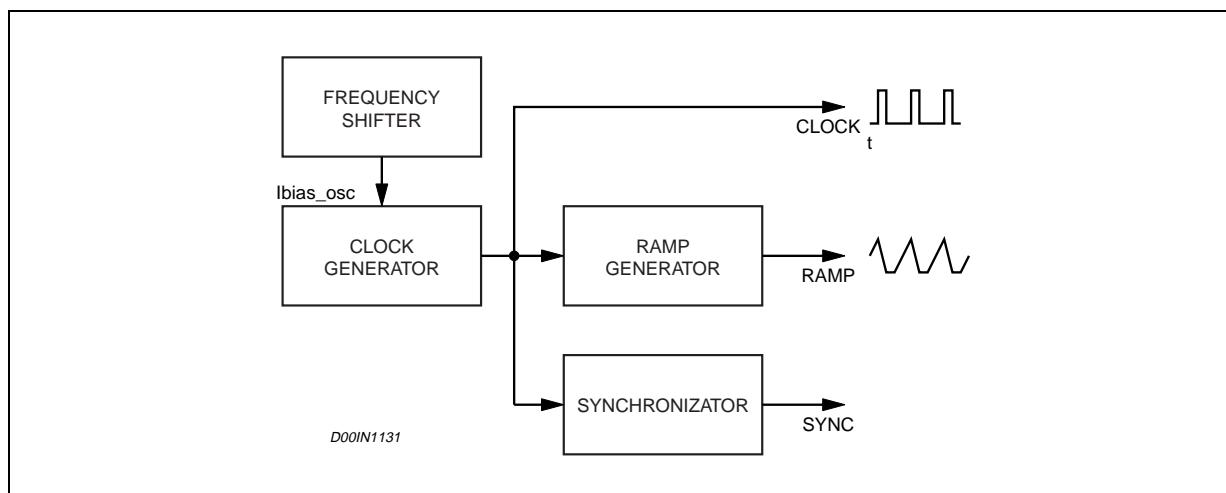 FREQUENCY
SHIFTER
CLOCK
t
Ibias_osc
CLOCK
GENERATOR
RAMP
GENERATOR
RAMP
SYNCHRONIZATOR
SYNC
D00IN1131